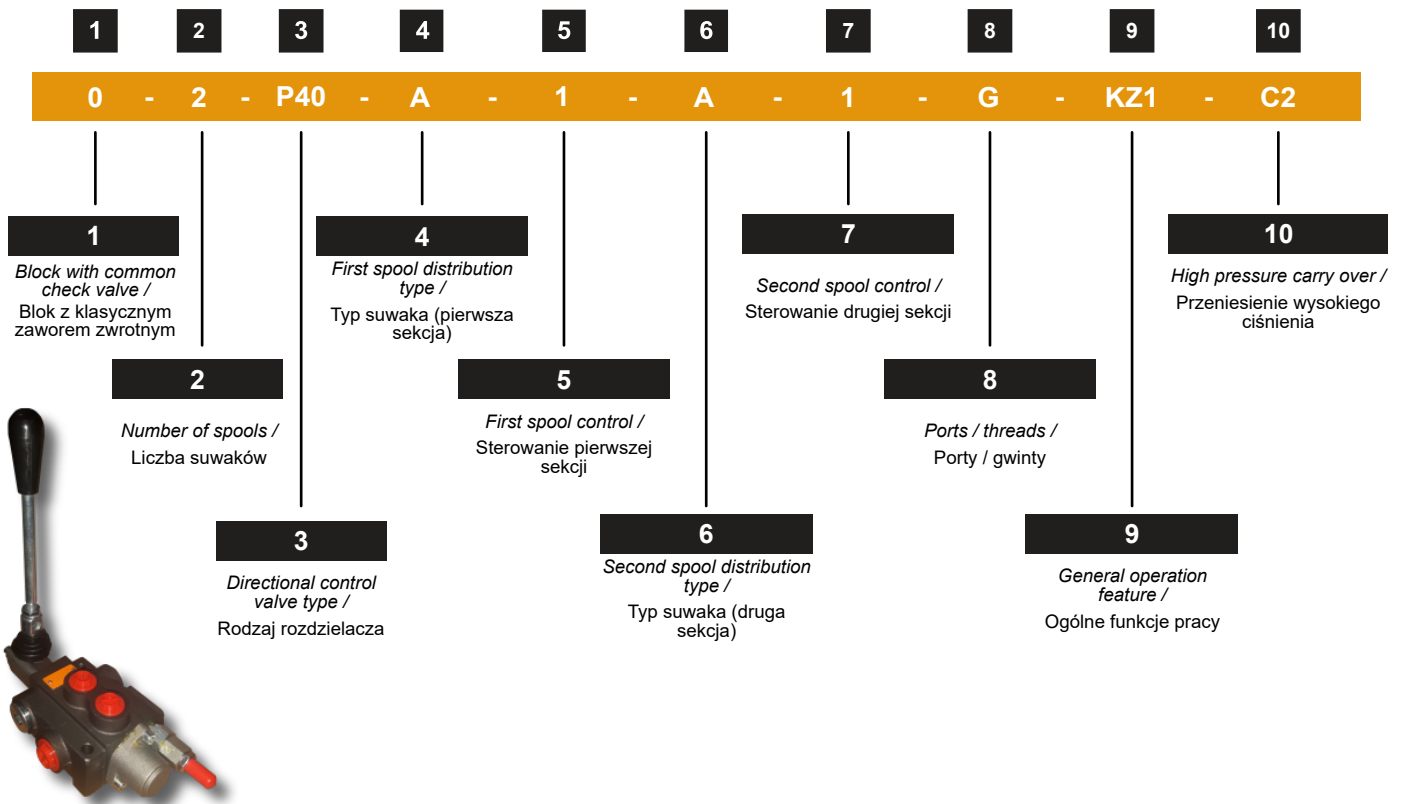 1 2 3 4 5 6 7 8 9 10
0 - 2 - P40 - A - 1 - A - 1 - G - KZ1 - C2
1
Block with common
check valve /
Blok z klasycznym
zaworem zwrotnym
4
First spool distribution
type /
Typ suwaka (pierwsza
sekcja)
7
Second spool control /
Sterowanie drugiej sekcji
10
High pressure carry over /
Przeniesienie wysokiego
ciśnienia
2
Number of spools /
Liczba suwaków
5
First spool control /
Sterowanie pierwszej
sekcji
8
Ports / threads /
Porty / gwinty
3
Directional control
valve type /
Rodzaj rozdzielacza
6
Second spool distribution
type /
Typ suwaka (druga
sekcja)
9
General operation
feature /
Ogólne funkcje pracy